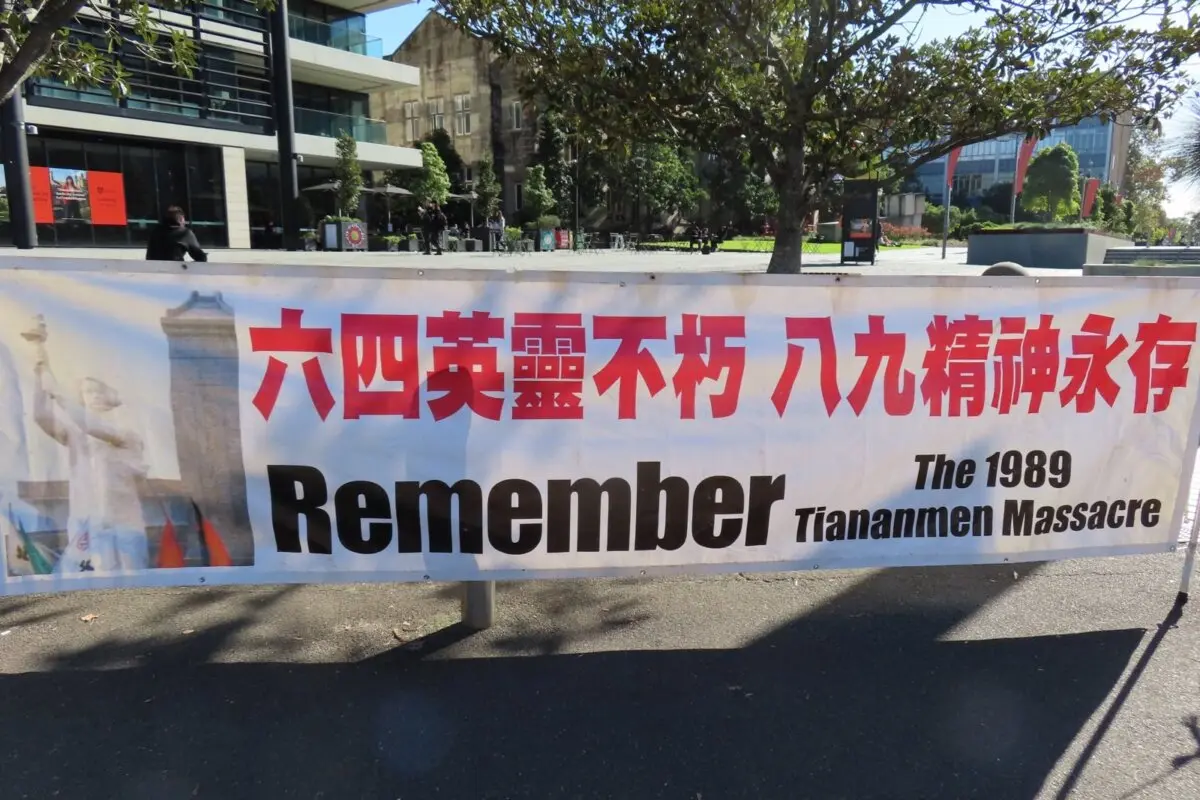 六四英靈不朽 八九精神永存
Remember
The 1989
Tiananmen Massacre